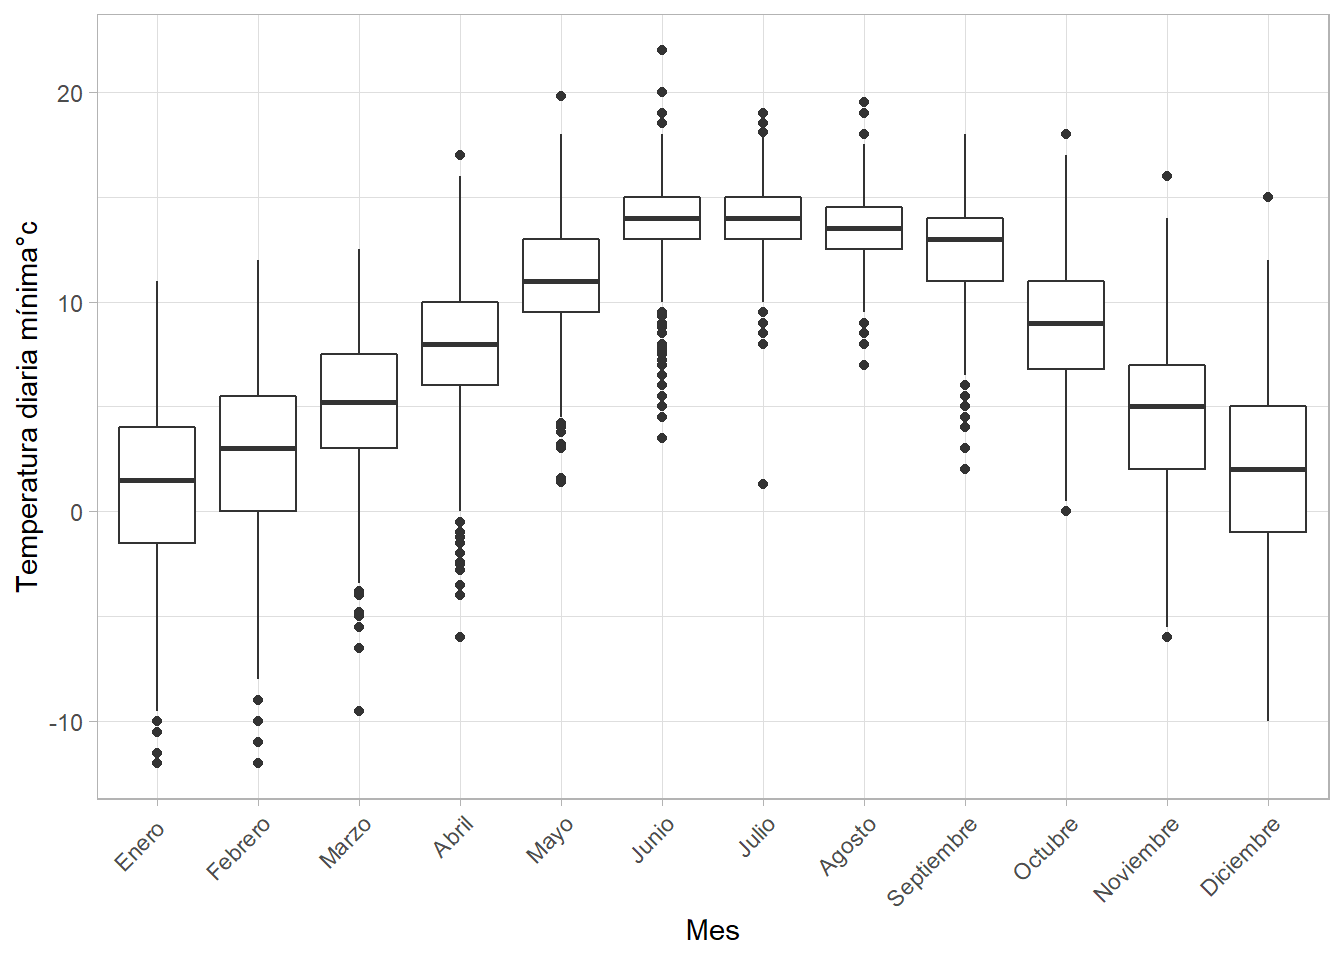 Temperatura diaria mínima°c
20
10
0
-10
Enero
Febrero
Marzo
Abril
Mayo
Junio
Julio
Agosto
Septiembre
Octubre
Noviembre
Diciembre
Mes